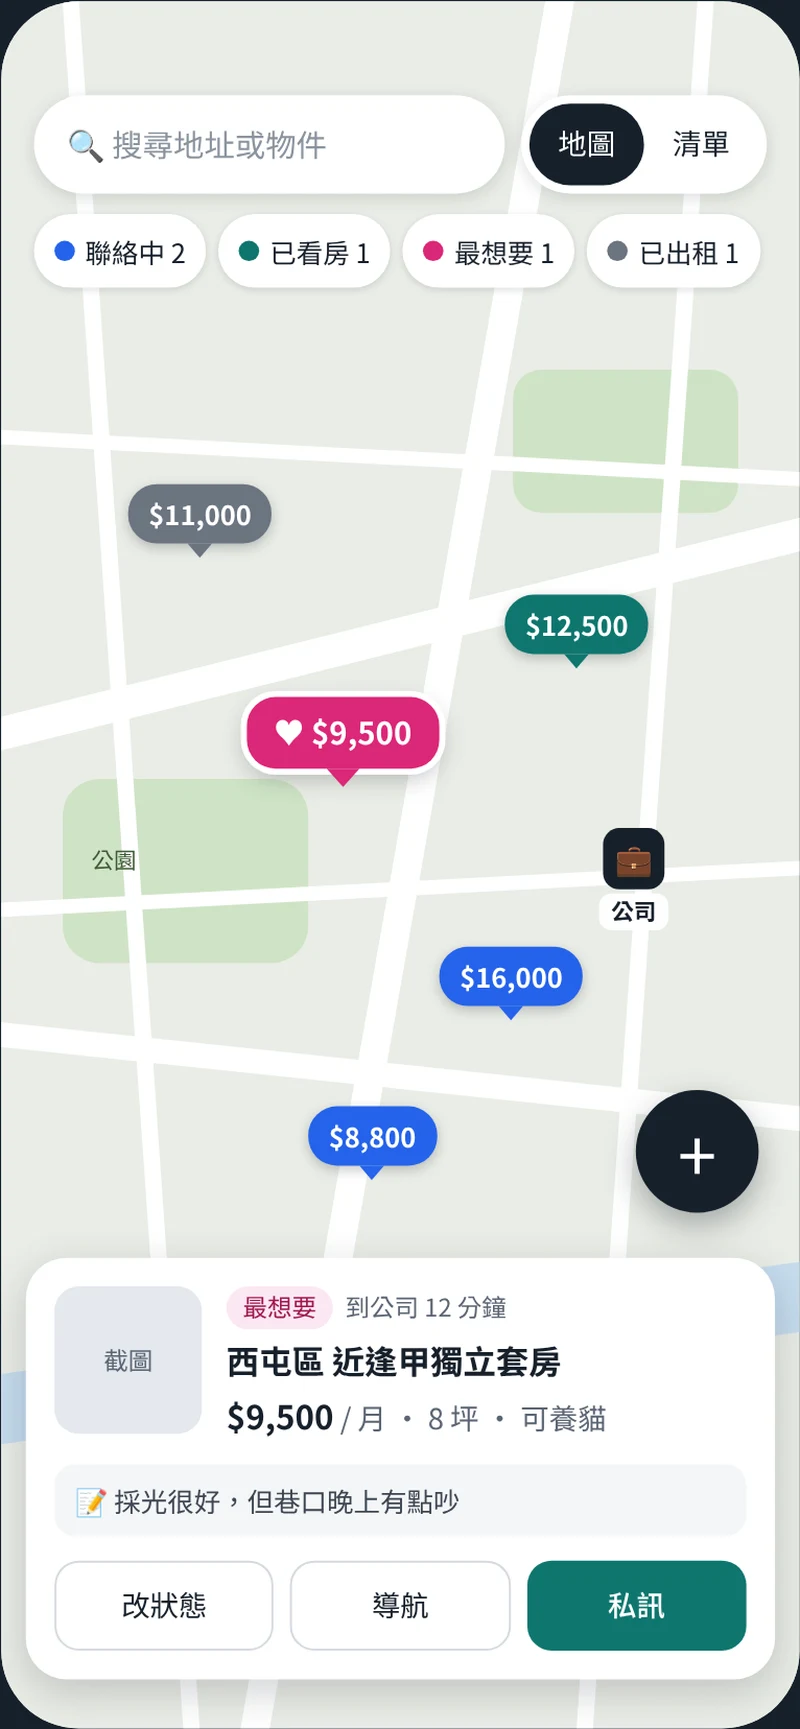 🔍 搜尋地址或物件
地圖 清單
聯絡中 2 已看房 1 最想要 1 已出租 1
$11,000
$12,500
♥ $9,500
公園
💼
公司
$16,000
$8,800
+
最想要 到公司 12 分鐘
截圖
西屯區 近逢甲獨立套房
$9,500 / 月 · 8 坪 · 可養貓
📝 採光很好，但巷口晚上有點吵
改狀態 導航 私訊